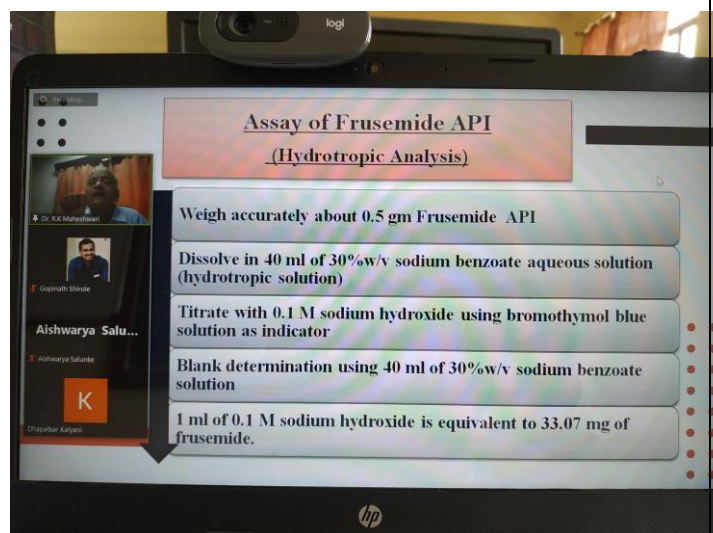 logi
Recording...
Assay of Frusemide API
(Hydrotropic Analysis)
Dr. R.K Maheshwari
Weigh accurately about 0.5 gm Frusemide API
Gopinath Shirole
Dissolve in 40 ml of 30%w/v sodium benzoate aqueous solution
(hydrotropic solution)
Aishwarya Salu...
Aishwarya Salunke
Titrate with 0.1 M sodium hydroxide using bromothymol blue
solution as indicator
Blank determination using 40 ml of 30%w/v sodium benzoate
solution
K
Dhapatkar Kalyani
1 ml of 0.1 M sodium hydroxide is equivalent to 33.07 mg of
frusemide.
hp